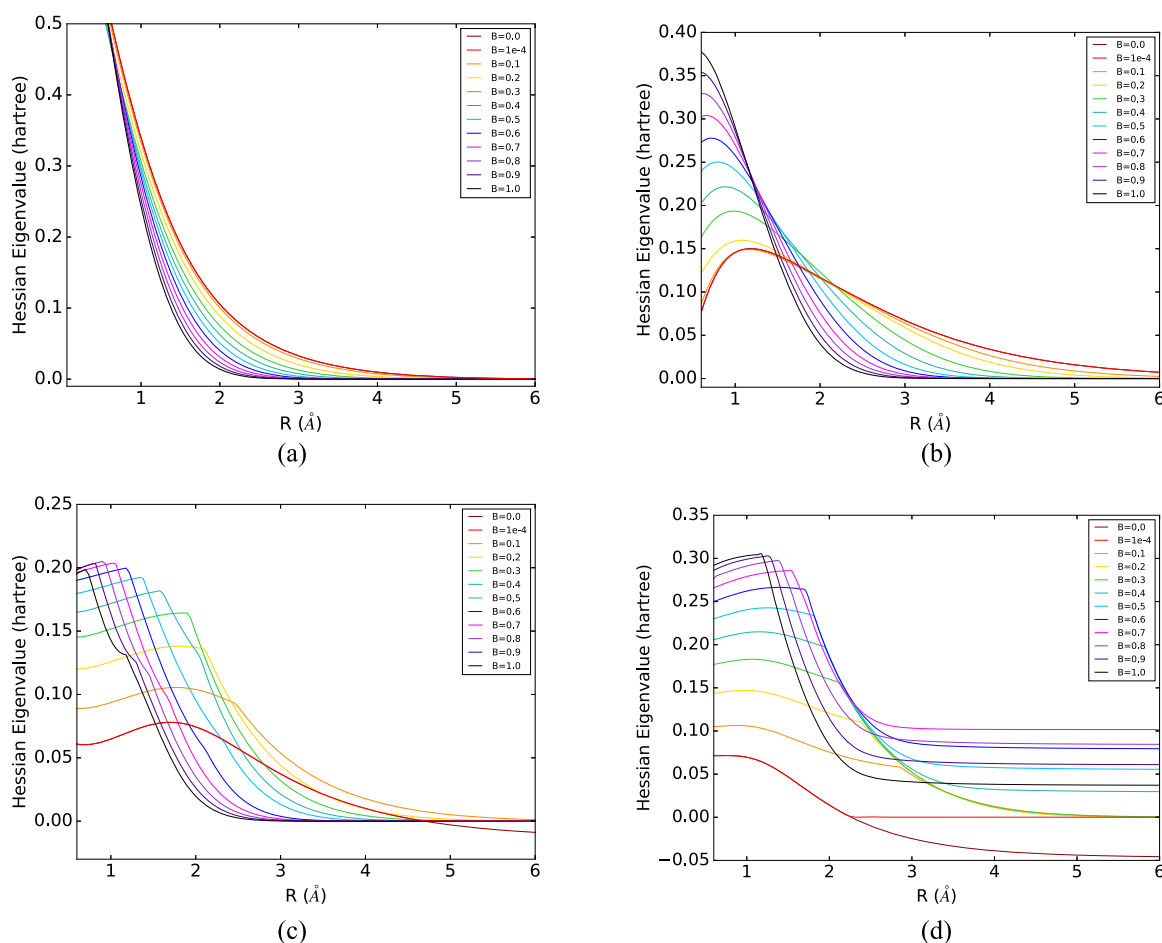 0.5
0.4
0.3
0.2
0.1
0.0
Hessian Eigenvalue (hartree)
1 2 3 4 5 6
R (Å)
B=0.0
B=1e-4
B=0.1
B=0.2
B=0.3
B=0.4
B=0.5
B=0.6
B=0.7
B=0.8
B=0.9
B=1.0
(a)
0.40
0.35
0.30
0.25
0.20
0.15
0.10
0.05
0.00
Hessian Eigenvalue (hartree)
1 2 3 4 5 6
R (Å)
B=0.0
B=1e-4
B=0.1
B=0.2
B=0.3
B=0.4
B=0.5
B=0.6
B=0.7
B=0.8
B=0.9
B=1.0
(b)
0.25
0.20
0.15
0.10
0.05
0.00
Hessian Eigenvalue (hartree)
1 2 3 4 5 6
R (Å)
B=0.0
B=1e-4
B=0.1
B=0.2
B=0.3
B=0.4
B=0.5
B=0.6
B=0.7
B=0.8
B=0.9
B=1.0
(c)
0.35
0.30
0.25
0.20
0.15
0.10
0.05
0.00
−0.05
Hessian Eigenvalue (hartree)
1 2 3 4 5 6
R (Å)
B=0.0
B=1e-4
B=0.1
B=0.2
B=0.3
B=0.4
B=0.5
B=0.6
B=0.7
B=0.8
B=0.9
B=1.0
(d)